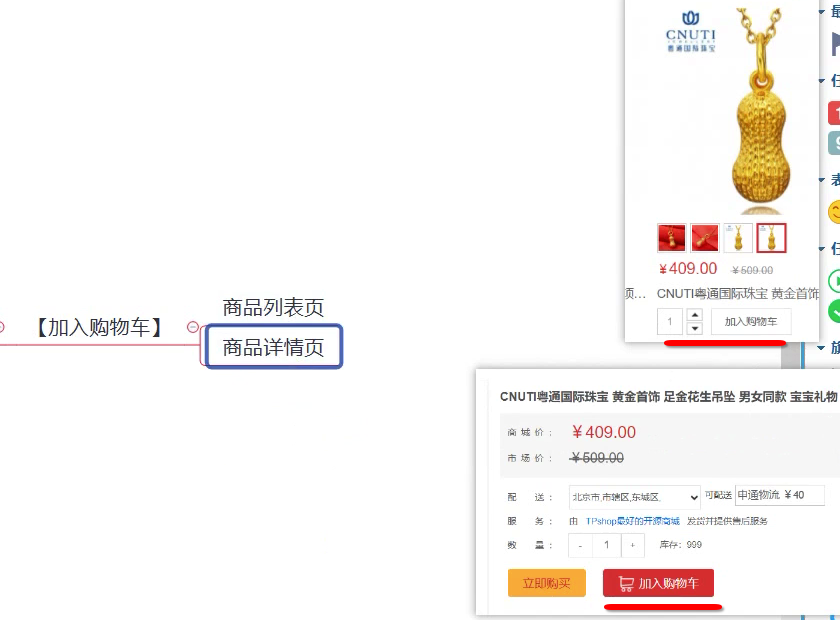 【加入购物车】
商品列表页
商品详情页
CNUTI
粤通国际珠宝
￥409.00 ￥509.00
CNUTI粤通国际珠宝 黄金首饰
1 加入购物车
CNUTI粤通国际珠宝 黄金首饰 足金花生吊坠 男女同款 宝宝礼物
商城价： ￥409.00
市场价： ￥509.00
配送： 北京市,市辖区,东城区, 可配送 申通物流 ￥40
服务： 由 TPshop最好的开源商城 发货并提供售后服务
数量： - 1 + 库存：999
立即购买 加入购物车